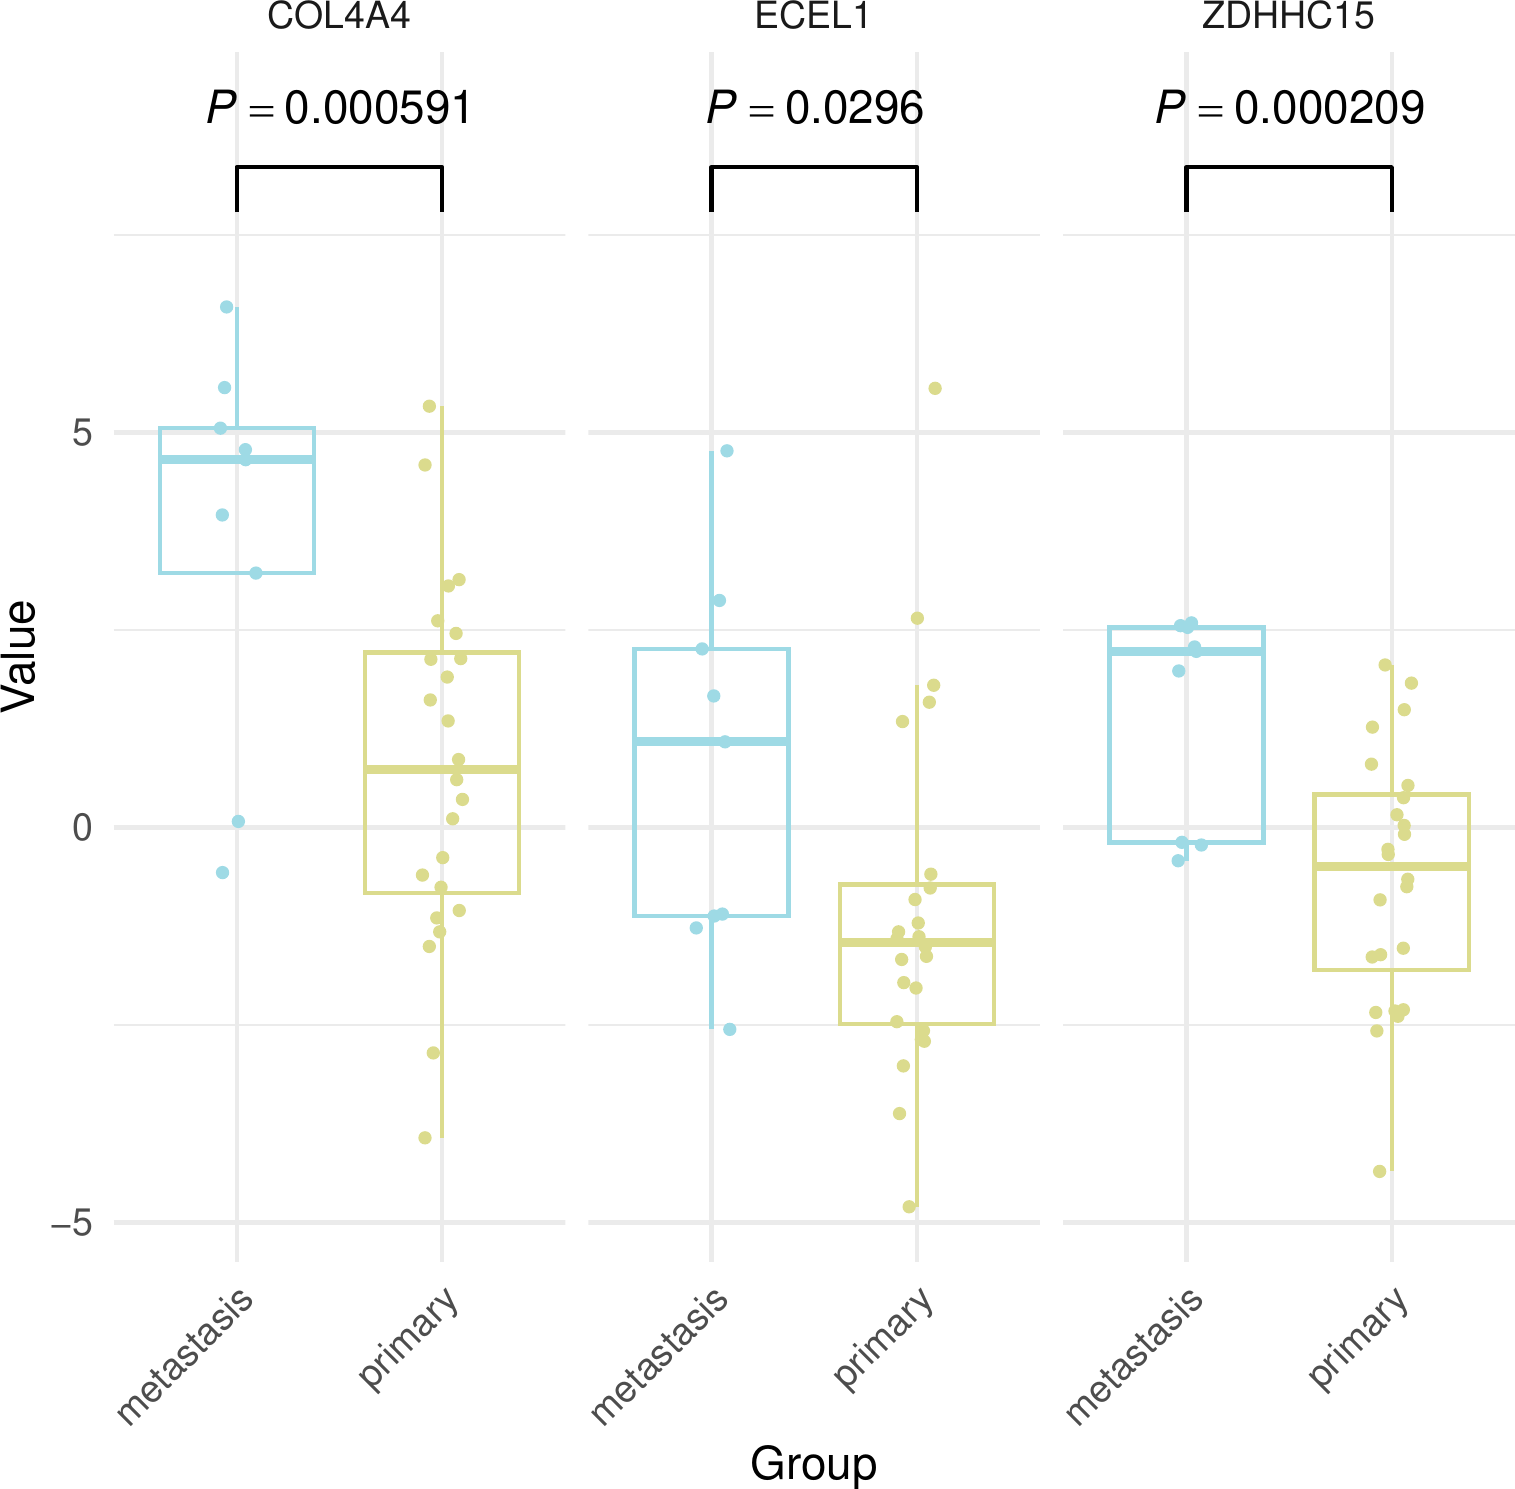 COL4A4 ECEL1 ZDHHC15
P = 0.000591 P = 0.0296 P = 0.000209
Value
5
0
−5
metastasis primary metastasis primary metastasis primary
Group